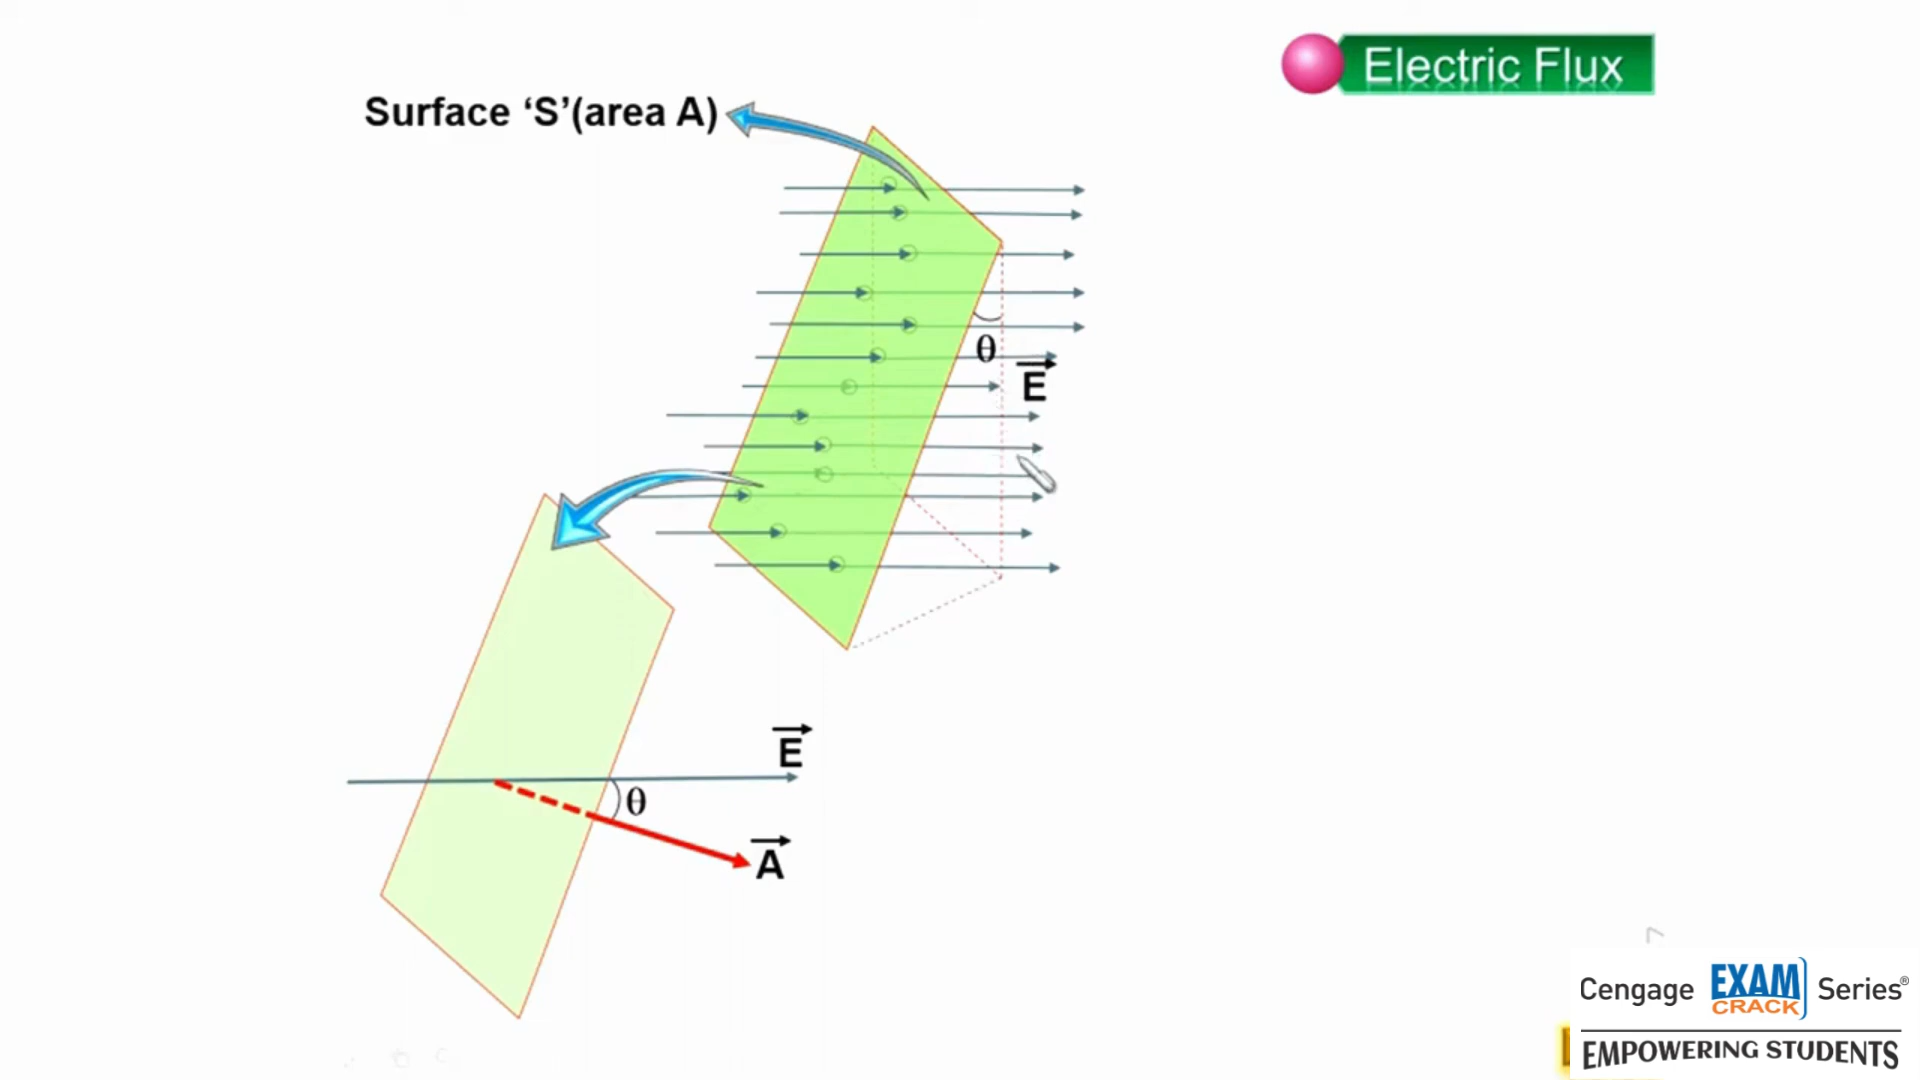 Electric Flux
Surface ‘S’(area A)
θ
E
E
θ
A
Cengage EXAM CRACK Series®
EMPOWERING STUDENTS